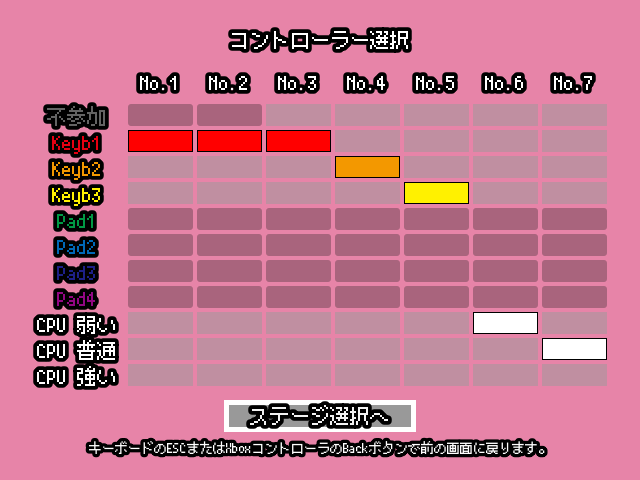 コントローラー選択
No.1 No.2 No.3 No.4 No.5 No.6 No.7
不参加
Keyb1
Keyb2
Keyb3
Pad1
Pad2
Pad3
Pad4
CPU 弱い
CPU 普通
CPU 強い
ステージ選択へ
キーボードのESCまたはXboxコントローラのBackボタンで前の画面に戻ります。